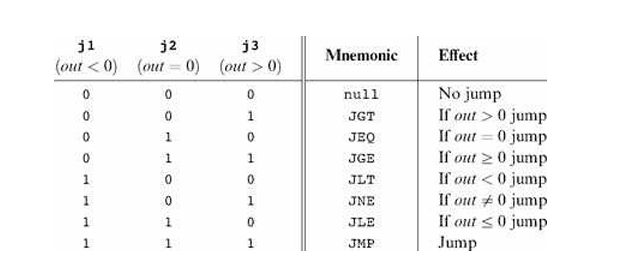 j1 j2 j3 Mnemonic Effect
(out < 0) (out = 0) (out > 0)
0 0 0 null No jump
0 0 1 JGT If out > 0 jump
0 1 0 JEQ If out = 0 jump
0 1 1 JGE If out ≥ 0 jump
1 0 0 JLT If out < 0 jump
1 0 1 JNE If out ≠ 0 jump
1 1 0 JLE If out ≤ 0 jump
1 1 1 JMP Jump